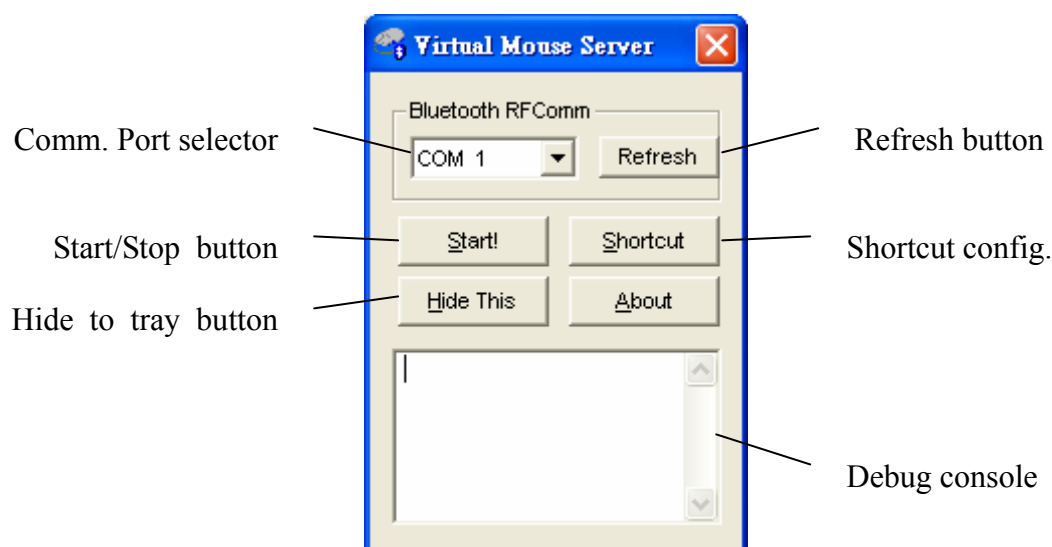 Virtual Mouse Server
Bluetooth RFComm
Comm. Port selector
COM 1
Refresh
Refresh button
Start/Stop button
Start!
Shortcut
Shortcut config.
Hide to tray button
Hide This
About
Debug console